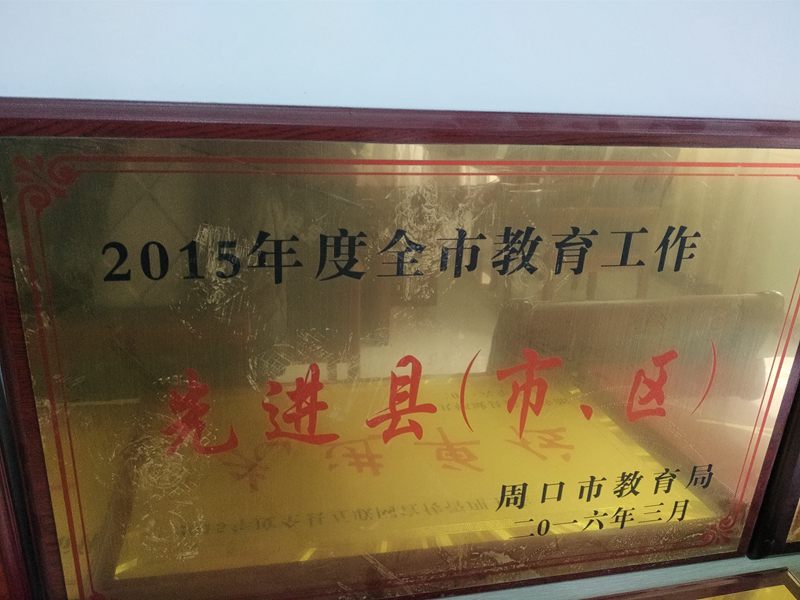 2015年度全市教育工作
先进县(市、区)
周口市教育局
二0一六年三月